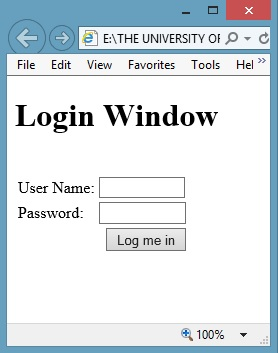 E:\THE UNIVERSITY OF
File Edit View Favorites Tools Hel »
Login Window
User Name:
Password:
Log me in
100%